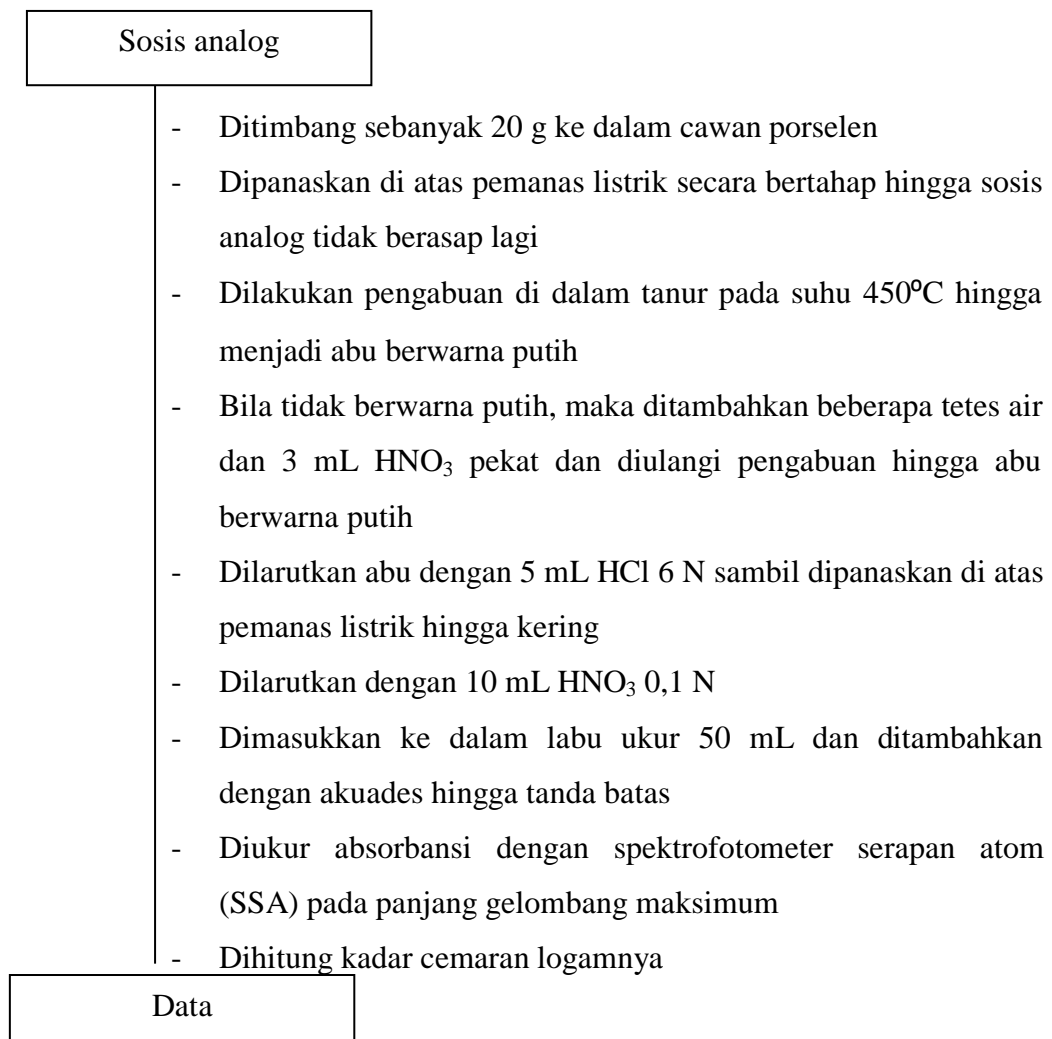 Sosis analog
- Ditimbang sebanyak 20 g ke dalam cawan porselen
- Dipanaskan di atas pemanas listrik secara bertahap hingga sosis
analog tidak berasap lagi
- Dilakukan pengabuan di dalam tanur pada suhu 450⁰C hingga
menjadi abu berwarna putih
- Bila tidak berwarna putih, maka ditambahkan beberapa tetes air
dan 3 mL HNO₃ pekat dan diulangi pengabuan hingga abu
berwarna putih
- Dilarutkan abu dengan 5 mL HCl 6 N sambil dipanaskan di atas
pemanas listrik hingga kering
- Dilarutkan dengan 10 mL HNO₃ 0,1 N
- Dimasukkan ke dalam labu ukur 50 mL dan ditambahkan
dengan akuades hingga tanda batas
- Diukur absorbansi dengan spektrofotometer serapan atom
(SSA) pada panjang gelombang maksimum
- Dihitung kadar cemaran logamnya
Data